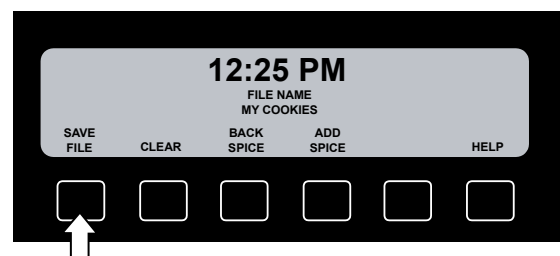 12:25 PM
FILE NAME
MY COOKIES
SAVE FILE
CLEAR
BACK SPICE
ADD SPICE
HELP